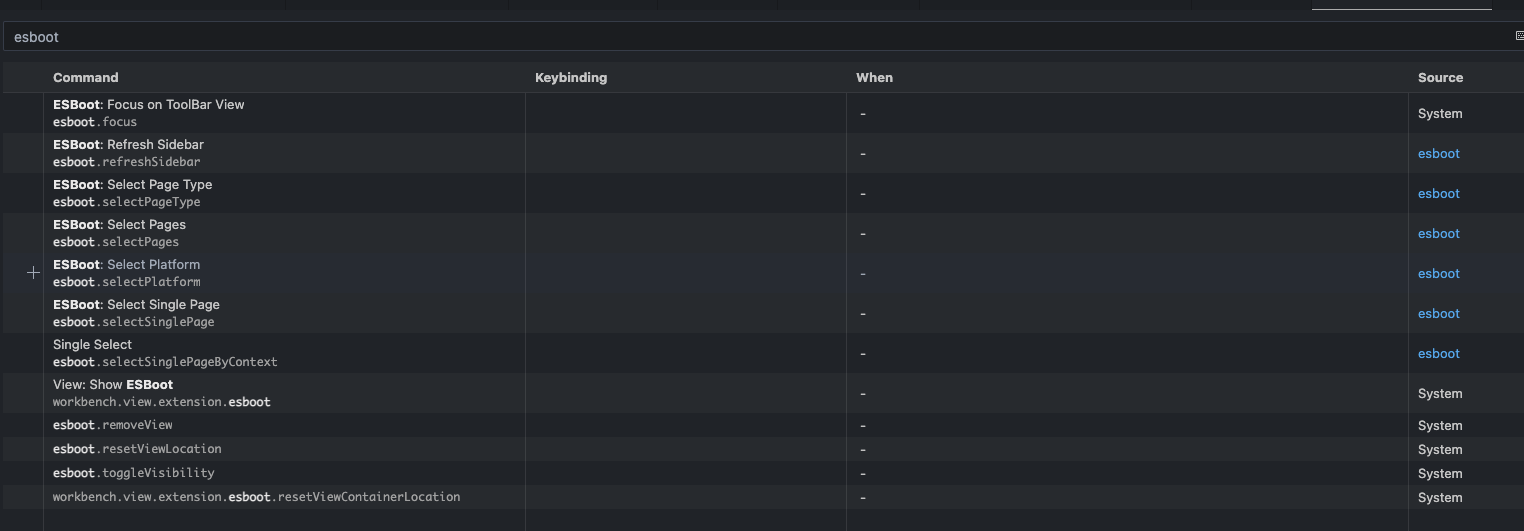 esboot
Command Keybinding When Source
ESBoot: Focus on ToolBar View
esboot.focus
- System
ESBoot: Refresh Sidebar
esboot.refreshSidebar
- esboot
ESBoot: Select Page Type
esboot.selectPageType
- esboot
ESBoot: Select Pages
esboot.selectPages
- esboot
ESBoot: Select Platform
esboot.selectPlatform
- esboot
ESBoot: Select Single Page
esboot.selectSinglePage
- esboot
Single Select
esboot.selectSinglePageByContext
- esboot
View: Show ESBoot
workbench.view.extension.esboot
- System
esboot.removeView - System
esboot.resetViewLocation - System
esboot.toggleVisibility - System
workbench.view.extension.esboot.resetViewContainerLocation - System